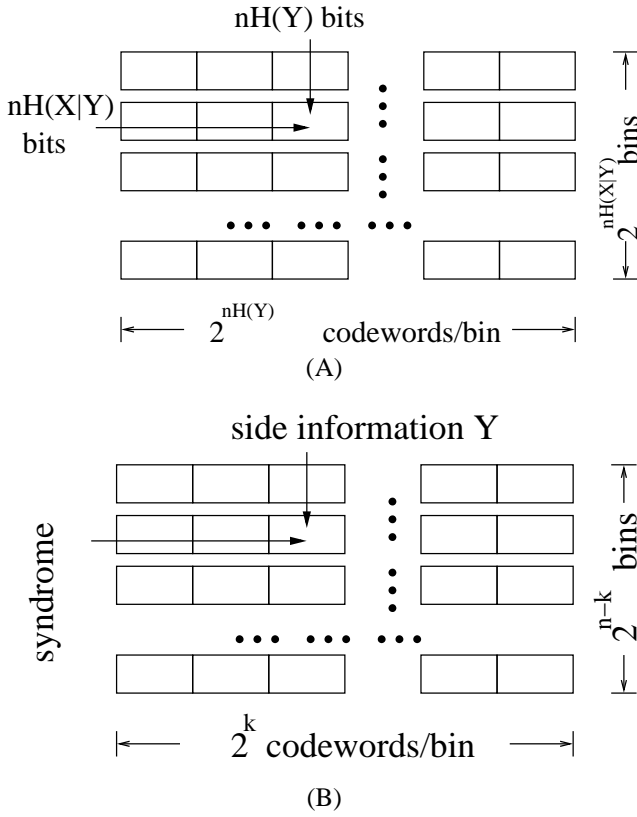 nH(Y) bits
nH(X|Y)
bits
2^nH(X|Y) bins
2^nH(Y) codewords/bin
(A)
side information Y
syndrome
2^n−k bins
2^k codewords/bin
(B)